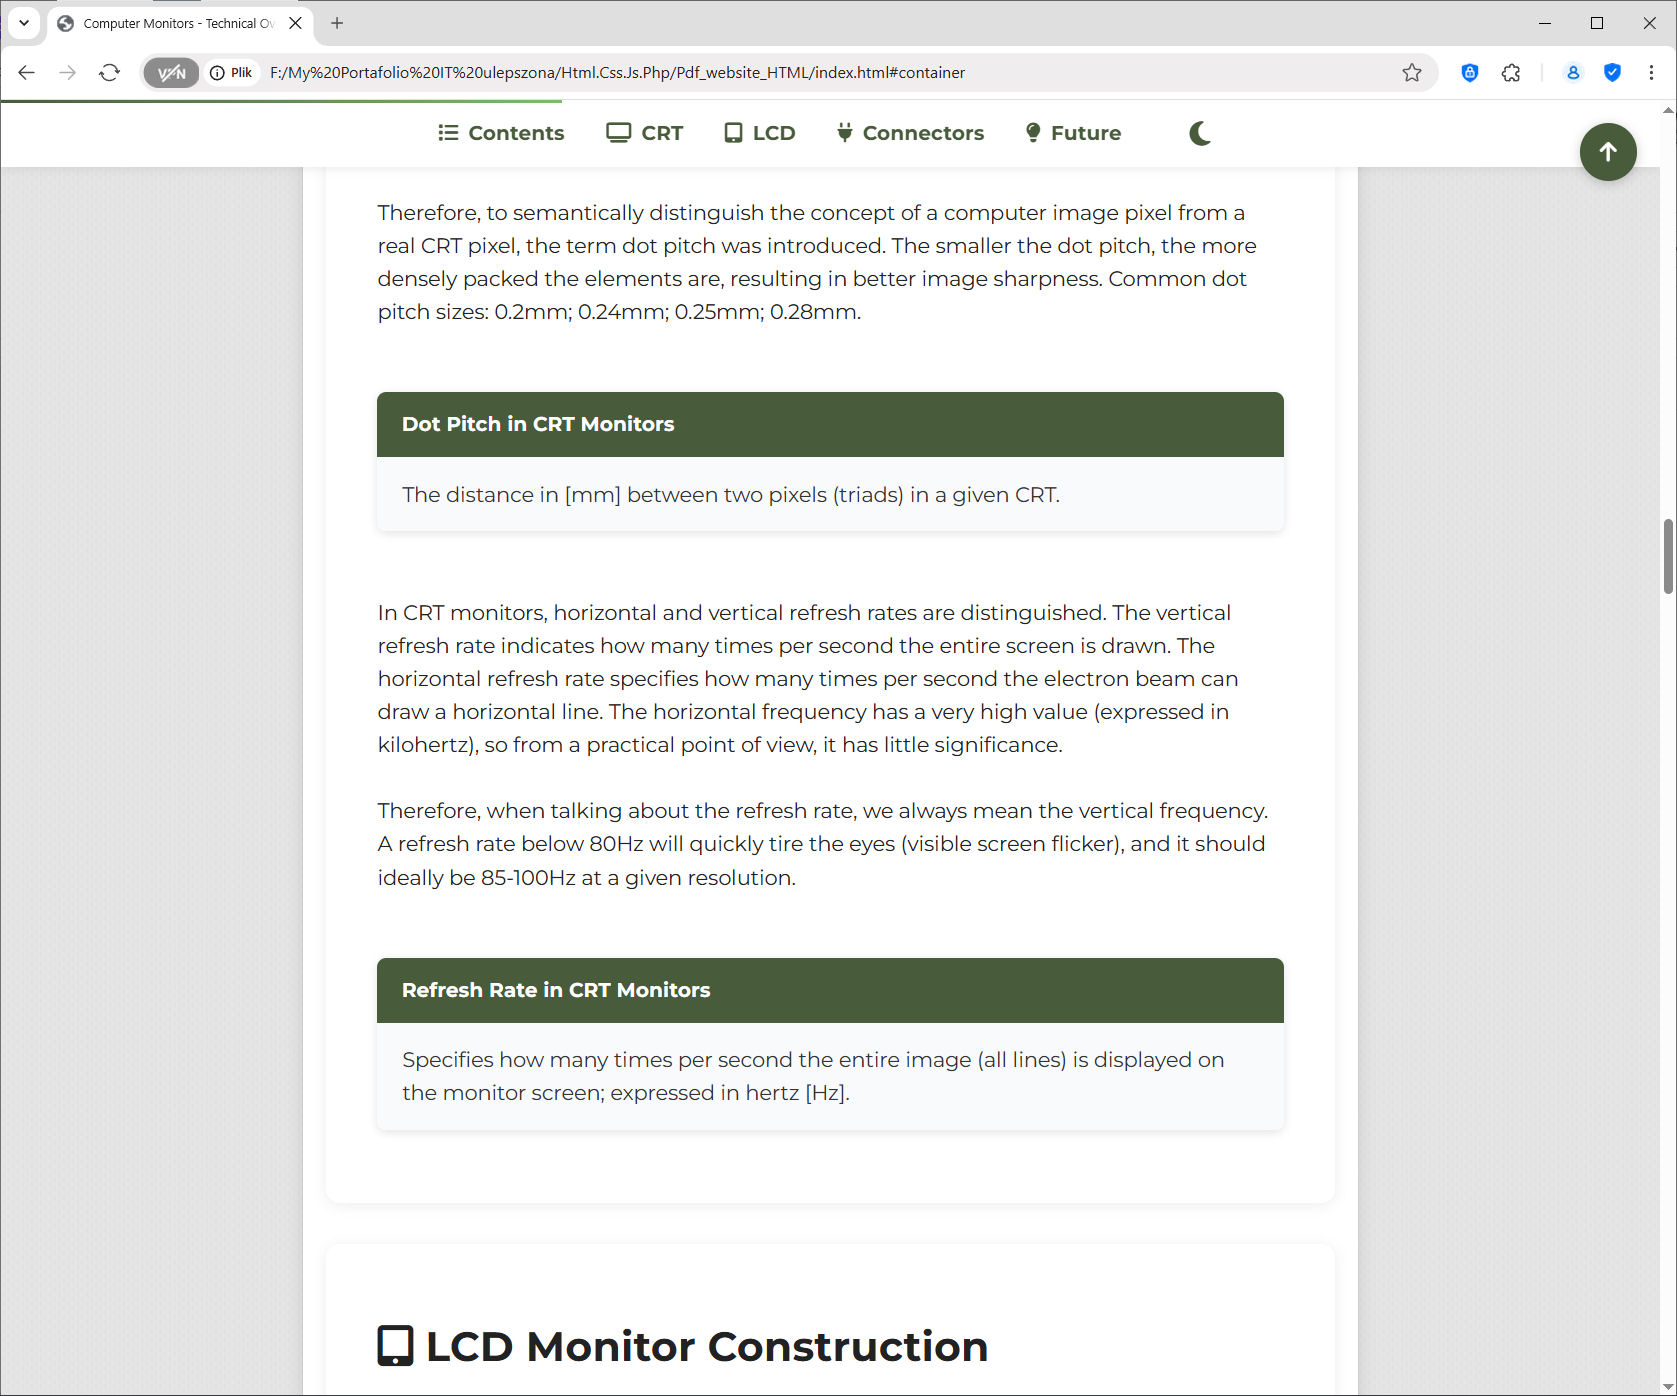 Computer Monitors - Technical Ov
VPN
Plik
F:/My%20Portafolio%20IT%20ulepszona/Html.Css.Js.Php/Pdf_website_HTML/index.html#container
Contents CRT LCD Connectors Future
Therefore, to semantically distinguish the concept of a computer image pixel from a
real CRT pixel, the term dot pitch was introduced. The smaller the dot pitch, the more
densely packed the elements are, resulting in better image sharpness. Common dot
pitch sizes: 0.2mm; 0.24mm; 0.25mm; 0.28mm.
Dot Pitch in CRT Monitors
The distance in [mm] between two pixels (triads) in a given CRT.
In CRT monitors, horizontal and vertical refresh rates are distinguished. The vertical
refresh rate indicates how many times per second the entire screen is drawn. The
horizontal refresh rate specifies how many times per second the electron beam can
draw a horizontal line. The horizontal frequency has a very high value (expressed in
kilohertz), so from a practical point of view, it has little significance.
Therefore, when talking about the refresh rate, we always mean the vertical frequency.
A refresh rate below 80Hz will quickly tire the eyes (visible screen flicker), and it should
ideally be 85-100Hz at a given resolution.
Refresh Rate in CRT Monitors
Specifies how many times per second the entire image (all lines) is displayed on
the monitor screen; expressed in hertz [Hz].
LCD Monitor Construction